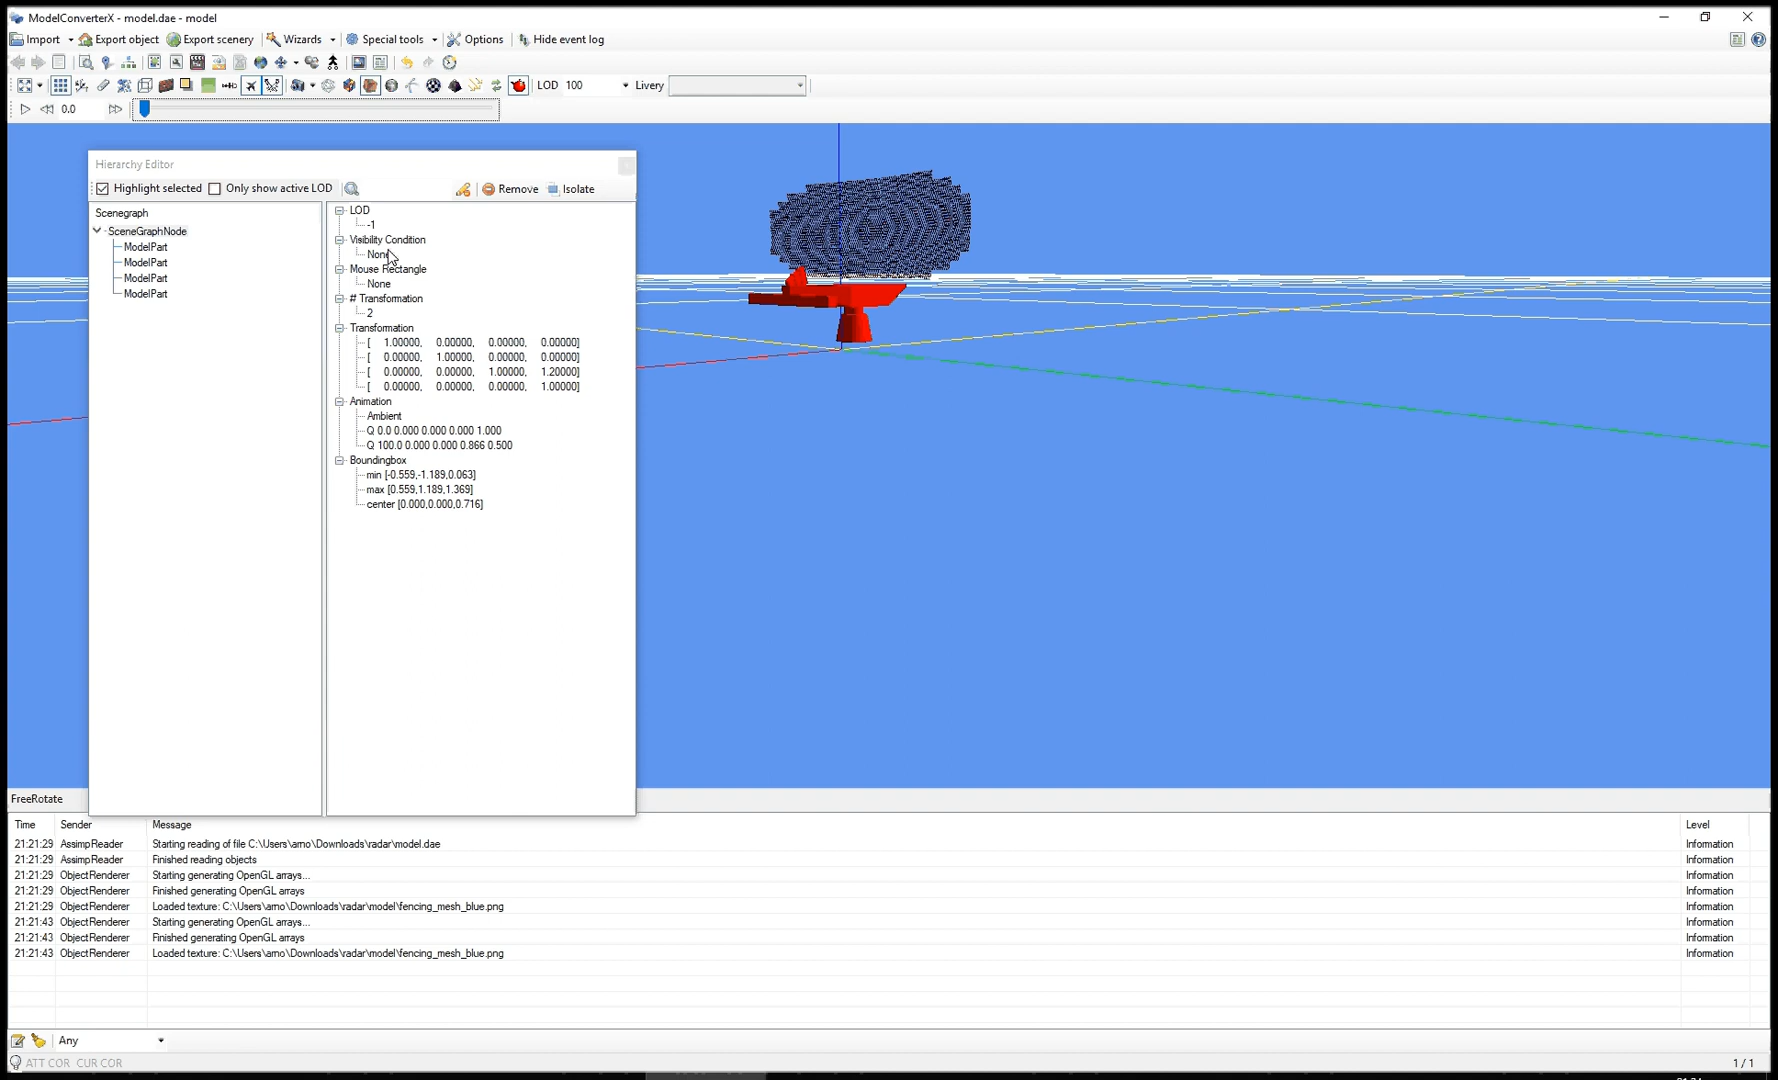 ModelConverterX - model.dae - model
Import Export object Export scenery Wizards Special tools Options Hide event log
LOD 100 Livery
0.0
Hierarchy Editor
Highlight selected Only show active LOD Remove Isolate
Scenegraph
SceneGraphNode
ModelPart
ModelPart
ModelPart
ModelPart
LOD
-1
Visibility Condition
None
Mouse Rectangle
None
# Transformation
2
Transformation
[ 1.00000, 0.00000, 0.00000, 0.00000]
[ 0.00000, 1.00000, 0.00000, 0.00000]
[ 0.00000, 0.00000, 1.00000, 1.20000]
[ 0.00000, 0.00000, 0.00000, 1.00000]
Animation
Ambient
Q 0.0 0.000 0.000 0.000 1.000
Q 100.0 0.000 0.000 0.866 0.500
Boundingbox
min [-0.559,-1.189,0.063]
max [0.559,1.189,1.369]
center [0.000,0.000,0.716]
FreeRotate
Time Sender Message Level
21:21:29 AssimpReader Starting reading of file C:\Users\arno\Downloads\radar\model.dae Information
21:21:29 AssimpReader Finished reading objects Information
21:21:29 ObjectRenderer Starting generating OpenGL arrays... Information
21:21:29 ObjectRenderer Finished generating OpenGL arrays Information
21:21:29 ObjectRenderer Loaded texture: C:\Users\arno\Downloads\radar\model\fencing_mesh_blue.png Information
21:21:43 ObjectRenderer Starting generating OpenGL arrays... Information
21:21:43 ObjectRenderer Finished generating OpenGL arrays Information
21:21:43 ObjectRenderer Loaded texture: C:\Users\arno\Downloads\radar\model\fencing_mesh_blue.png Information
Any
ATT COR CUR COR 1 / 1